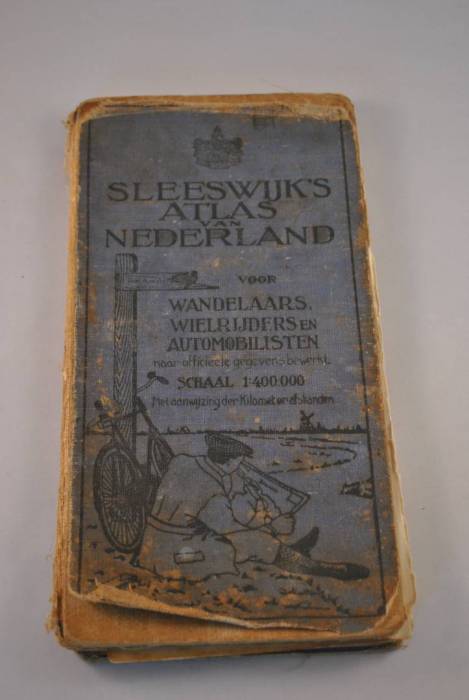 SLEESWIJK'S
ATLAS
VAN
NEDERLAND
VOOR
WANDELAARS,
WIELRIJDERS EN
AUTOMOBILISTEN
naar officieele gegevens bewerkt.
SCHAAL 1:400.000
Met aanwijzing der Kilometerafstanden